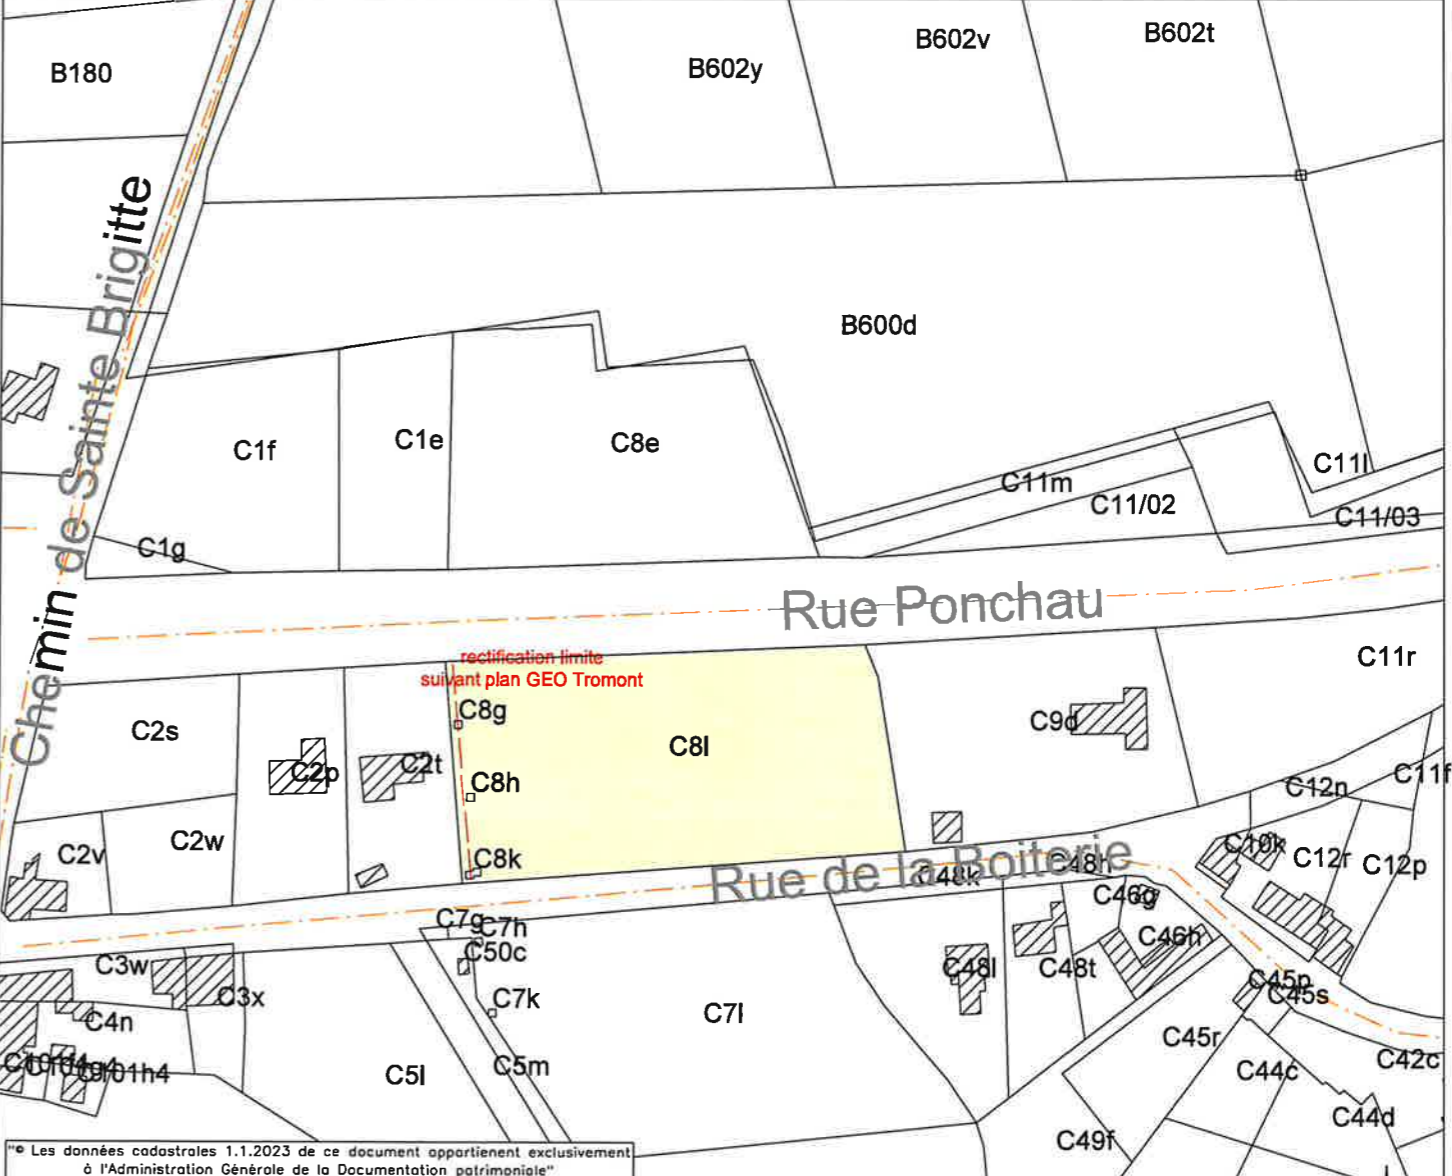 B180
B602y
B602v
B602t
Chemin de Sainte Brigitte
B600d
C1f
C1e
C8e
C11l
C11m
C11/02
C11/03
C1g
Rue Ponchau
rectification limite
suivant plan GEO Tromont
C11r
C8g
C2s
C9d
C8l
C2p
C2t
C8h
C12n
C11f
C2v
C2w
C8k
Rue de la Boiterie
C48k
C48h
C10k
C12r
C12p
C46g
C7g
C7h
C50c
C46h
C3w
C48l
C48t
C45p
C45s
C3x
C7k
C7l
C4n
C45r
C5l
C5m
C101h4
C44c
C42c
C44d
C49f
"© Les données cadastrales 1.1.2023 de ce document appartienent exclusivement
à l'Administration Générale de la Documentation patrimoniale"